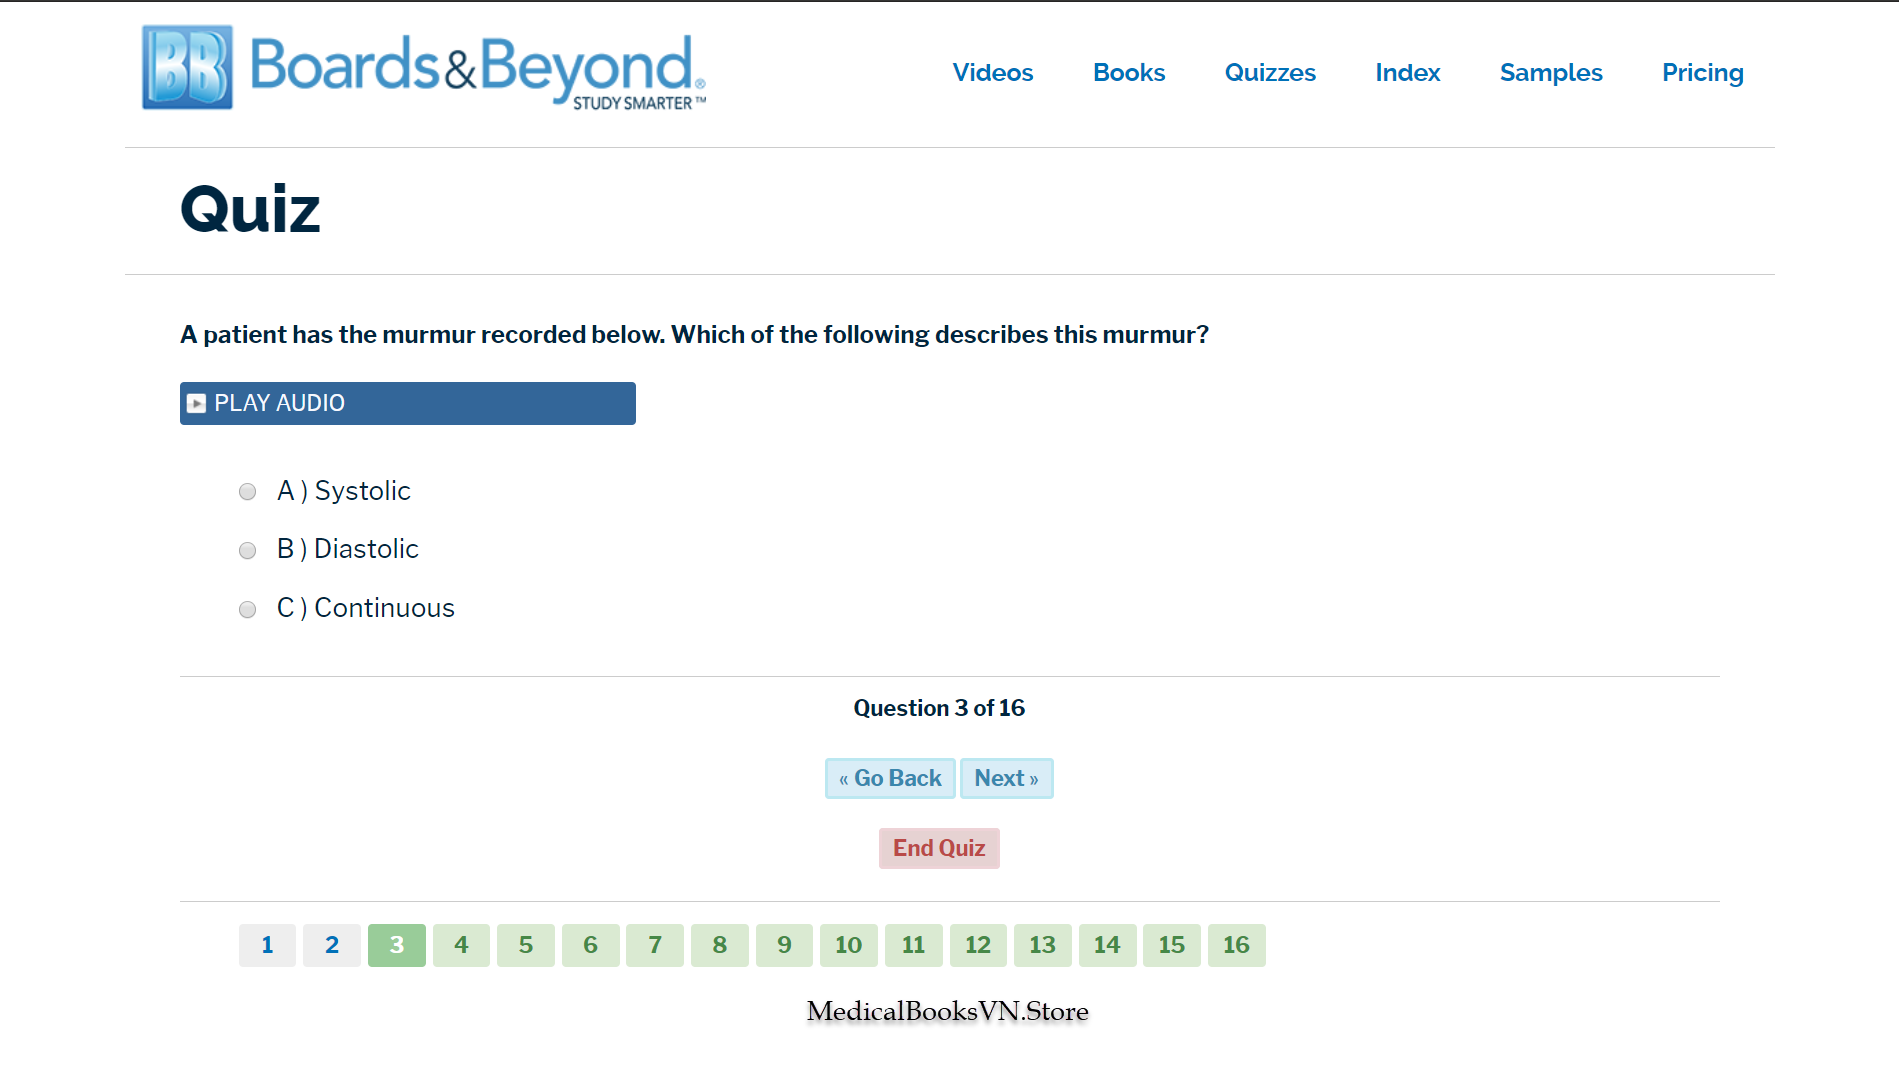 BB Boards&Beyond®
STUDY SMARTER™
Videos Books Quizzes Index Samples Pricing
Quiz
A patient has the murmur recorded below. Which of the following describes this murmur?
PLAY AUDIO
A ) Systolic
B ) Diastolic
C ) Continuous
Question 3 of 16
« Go Back Next »
End Quiz
1 2 3 4 5 6 7 8 9 10 11 12 13 14 15 16
MedicalBooksVN.Store